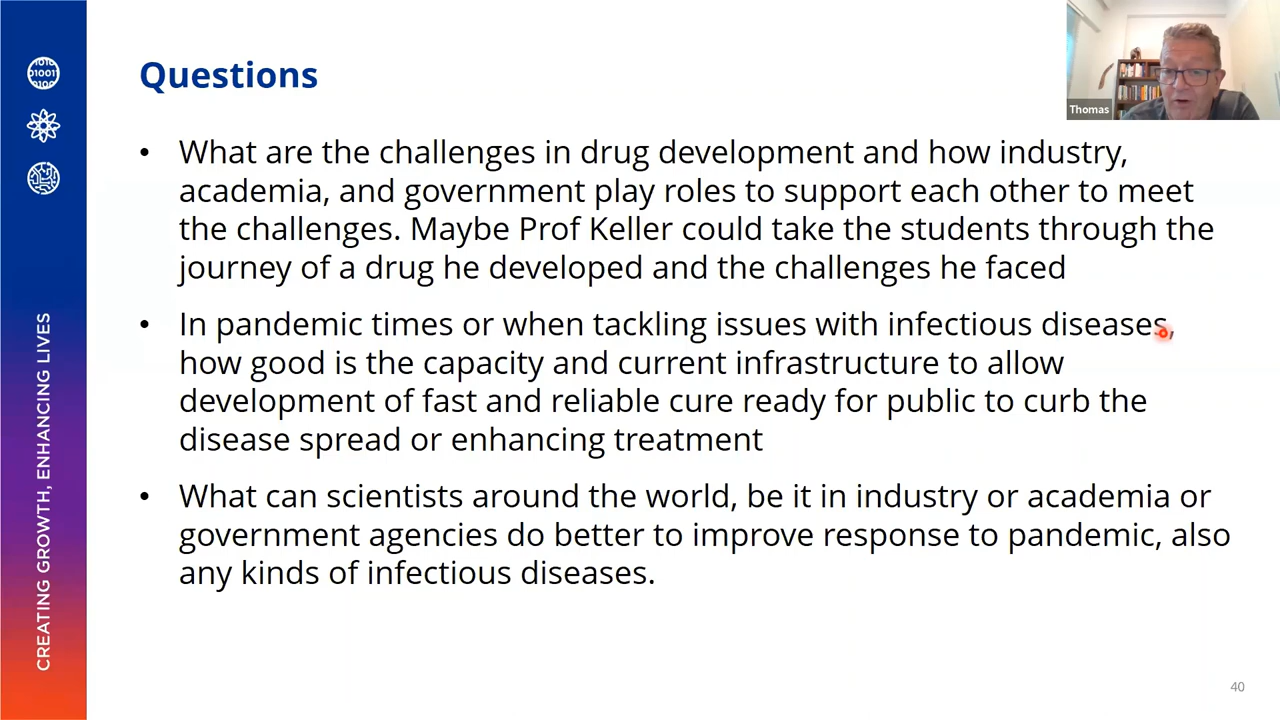 Questions
Thomas
• What are the challenges in drug development and how industry,
academia, and government play roles to support each other to meet
the challenges. Maybe Prof Keller could take the students through the
journey of a drug he developed and the challenges he faced
• In pandemic times or when tackling issues with infectious diseases,
how good is the capacity and current infrastructure to allow
development of fast and reliable cure ready for public to curb the
disease spread or enhancing treatment
• What can scientists around the world, be it in industry or academia or
government agencies do better to improve response to pandemic, also
any kinds of infectious diseases.
CREATING GROWTH, ENHANCING LIVES
40